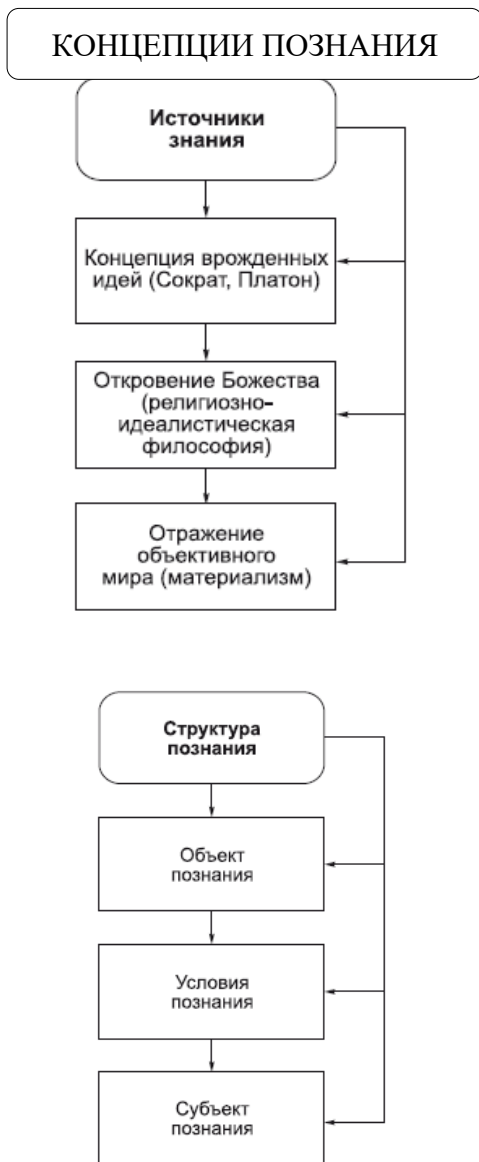 КОНЦЕПЦИИ ПОЗНАНИЯ
Источники
знания
Концепция врожденных
идей (Сократ, Платон)
Откровение Божества
(религиозно-
идеалистическая
философия)
Отражение
объективного
мира (материализм)
Структура
познания
Объект
познания
Условия
познания
Субъект
познания